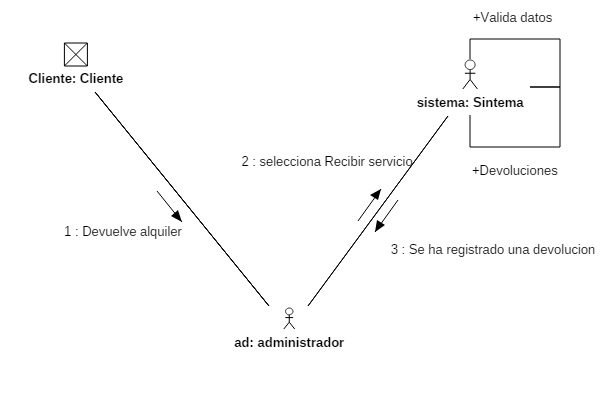 +Valida datos
Cliente: Cliente
sistema: Sintema
2 : selecciona Recibir servicio
+Devoluciones
1 : Devuelve alquiler
3 : Se ha registrado una devolucion
ad: administrador